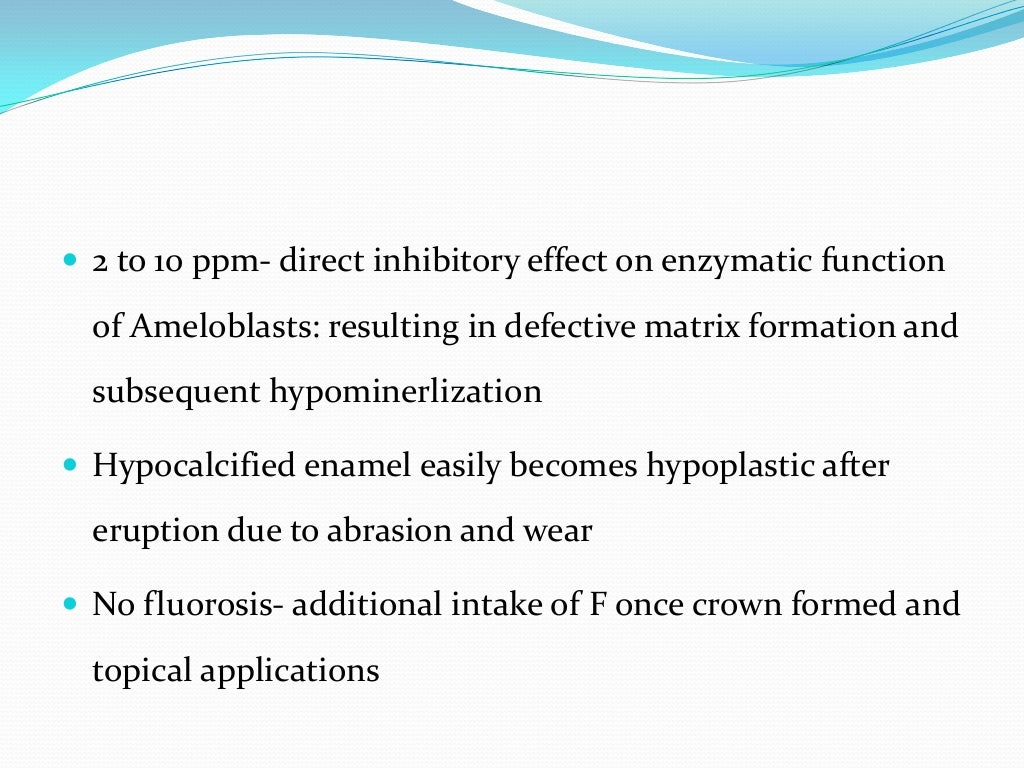 • 2 to 10 ppm- direct inhibitory effect on enzymatic function
of Ameloblasts: resulting in defective matrix formation and
subsequent hypominerlization
• Hypocalcified enamel easily becomes hypoplastic after
eruption due to abrasion and wear
• No fluorosis- additional intake of F once crown formed and
topical applications